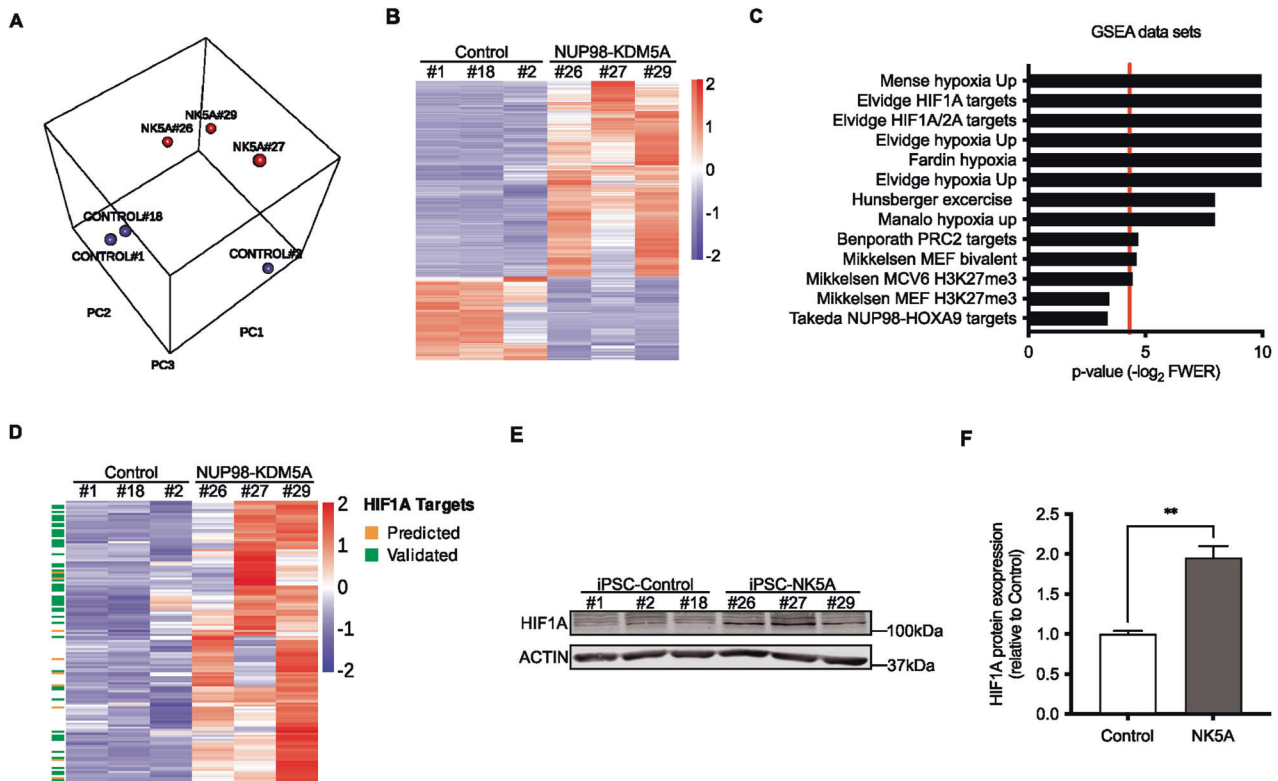 A
NK5A#29
NK5A#26
NK5A#27
CONTROL#18
CONTROL#1
CONTROL#2
PC2
PC1
PC3
B
Control NUP98-KDM5A
#1 #18 #2 #26 #27 #29
2
1
0
-1
-2
C
GSEA data sets
Mense hypoxia Up
Elvidge HIF1A targets
Elvidge HIF1A/2A targets
Elvidge hypoxia Up
Fardin hypoxia
Elvidge hypoxia Up
Hunsberger excercise
Manalo hypoxia up
Benporath PRC2 targets
Mikkelsen MEF bivalent
Mikkelsen MCV6 H3K27me3
Mikkelsen MEF H3K27me3
Takeda NUP98-HOXA9 targets
0 5 10
p-value (-log2 FWER)
D
Control NUP98-KDM5A
#1 #18 #2 #26 #27 #29
2
1
0
-1
-2
HIF1A Targets
Predicted
Validated
E
iPSC-Control iPSC-NK5A
#1 #2 #18 #26 #27 #29
HIF1A
100kDa
ACTIN
37kDa
F
HIF1A protein exopression
(relative to Control)
2.5
2.0
1.5
1.0
0.5
0.0
**
Control NK5A